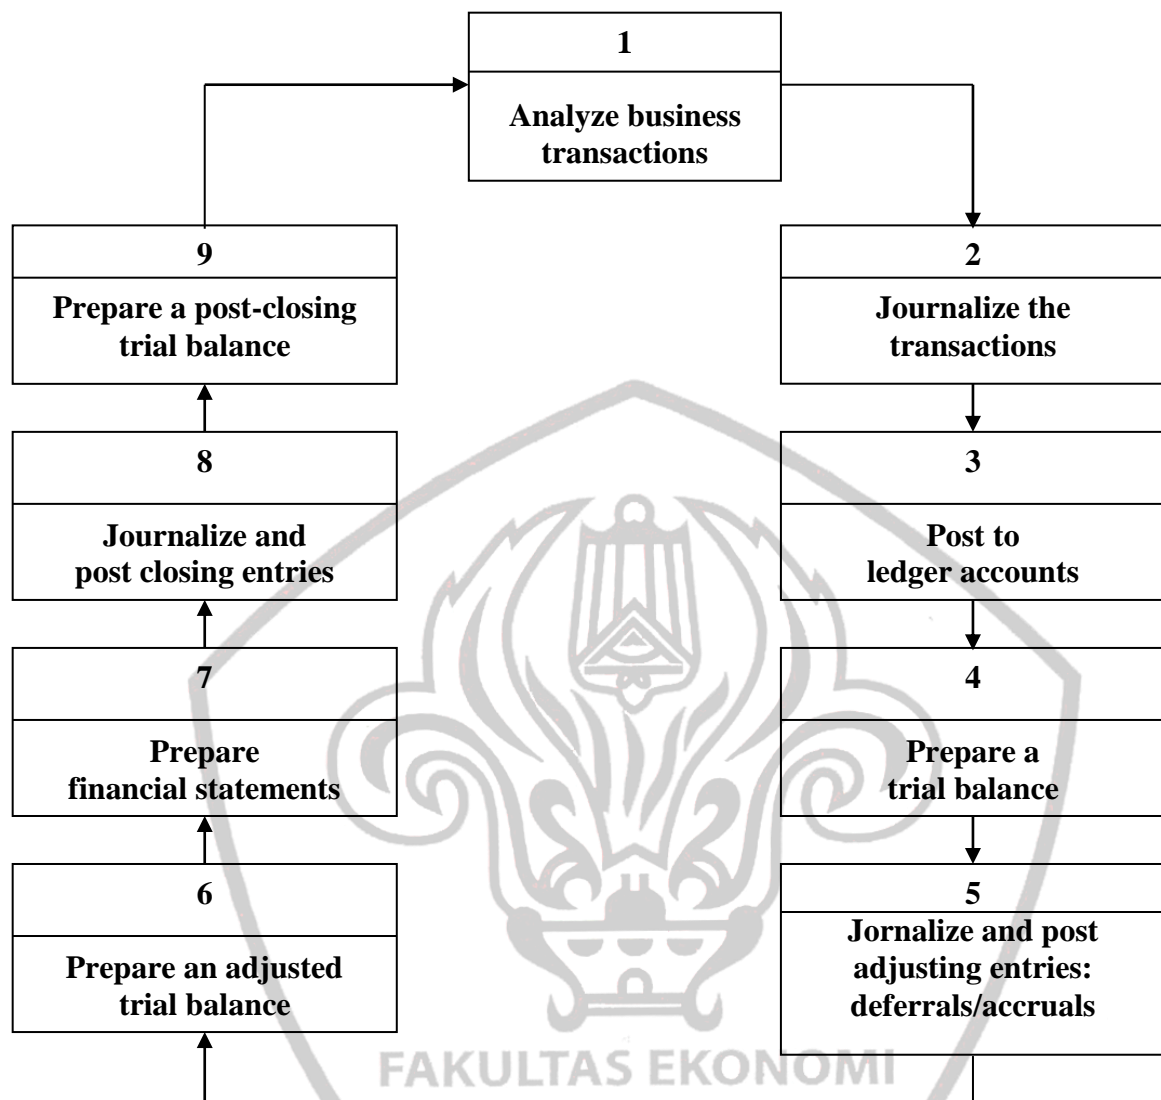 1
Analyze business
transactions
2
Journalize the
transactions
3
Post to
ledger accounts
4
Prepare a
trial balance
5
Jornalize and post
adjusting entries:
deferrals/accruals
6
Prepare an adjusted
trial balance
7
Prepare
financial statements
8
Journalize and
post closing entries
9
Prepare a post-closing
trial balance
FAKULTAS EKONOMI